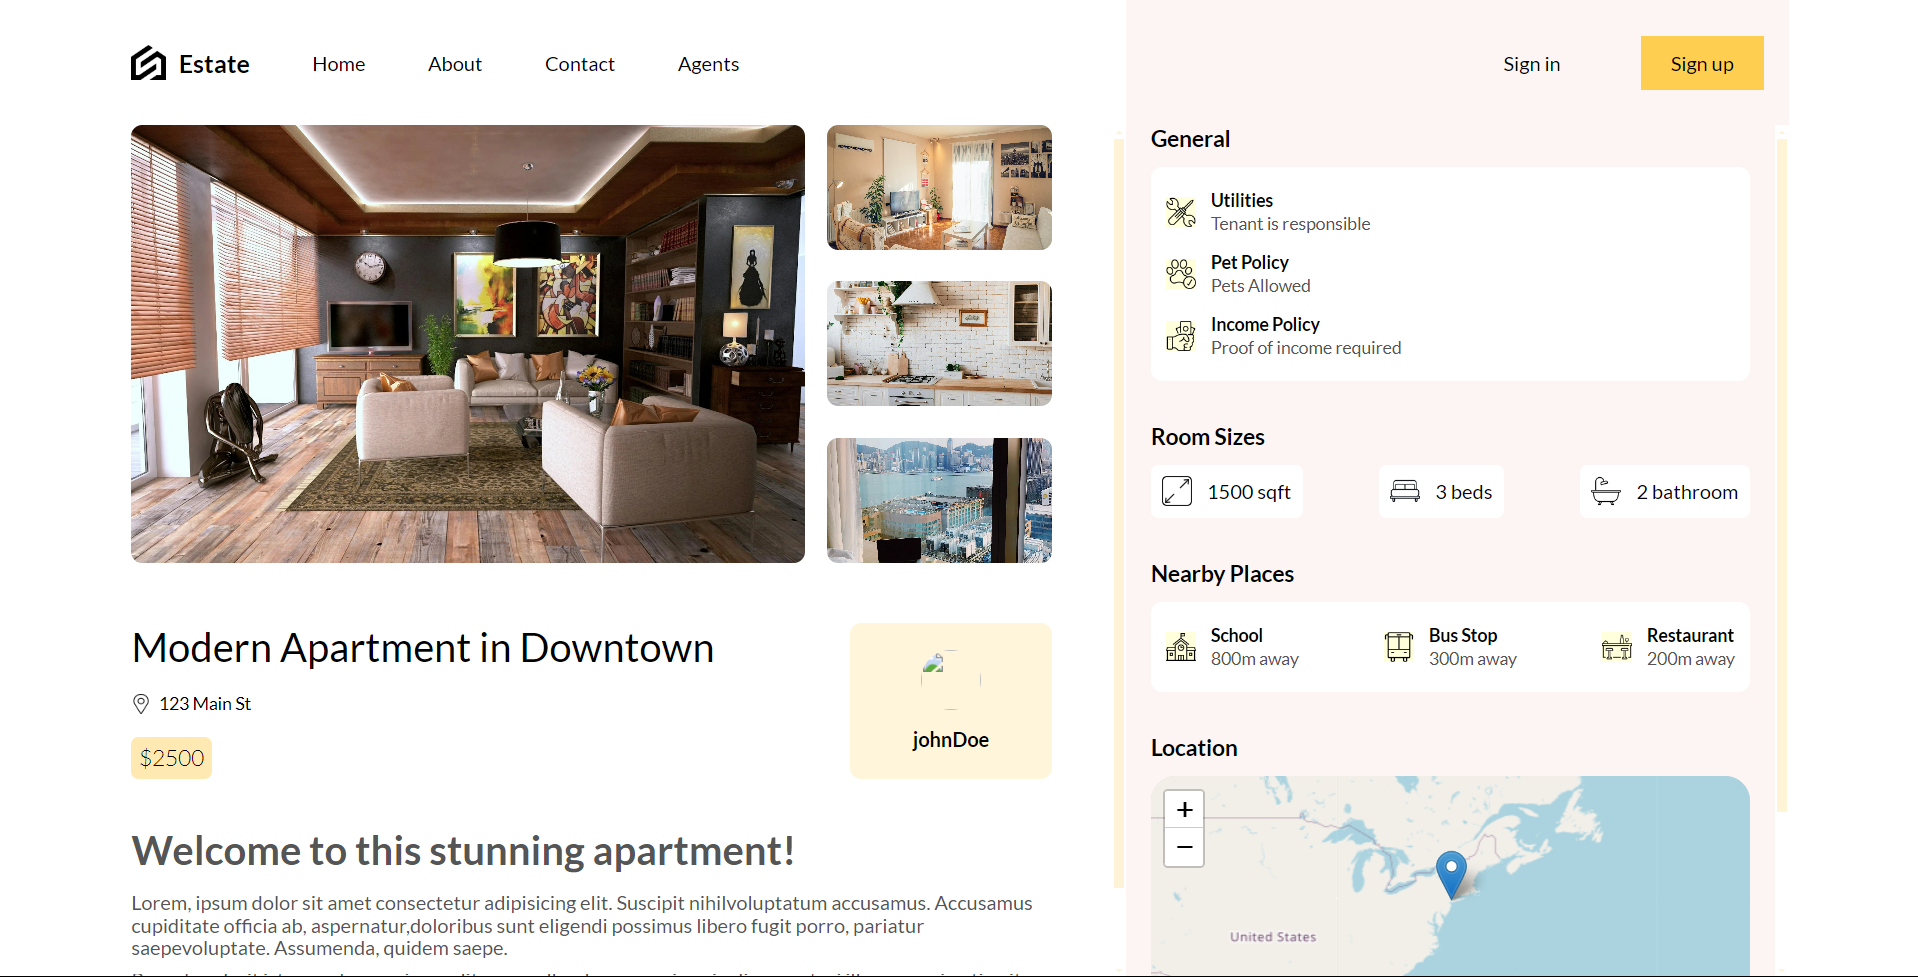 Estate
Home
About
Contact
Agents
Sign in
Sign up
Modern Apartment in Downtown
123 Main St
$2500
johnDoe
Welcome to this stunning apartment!
Lorem, ipsum dolor sit amet consectetur adipisicing elit. Suscipit nihilvoluptatum accusamus. Accusamus
cupiditate officia ab, aspernatur,doloribus sunt eligendi possimus libero fugit porro, pariatur
saepevoluptate. Assumenda, quidem saepe.
General
Utilities
Tenant is responsible
Pet Policy
Pets Allowed
Income Policy
Proof of income required
Room Sizes
1500 sqft
3 beds
2 bathroom
Nearby Places
School
800m away
Bus Stop
300m away
Restaurant
200m away
Location
+
−
United States